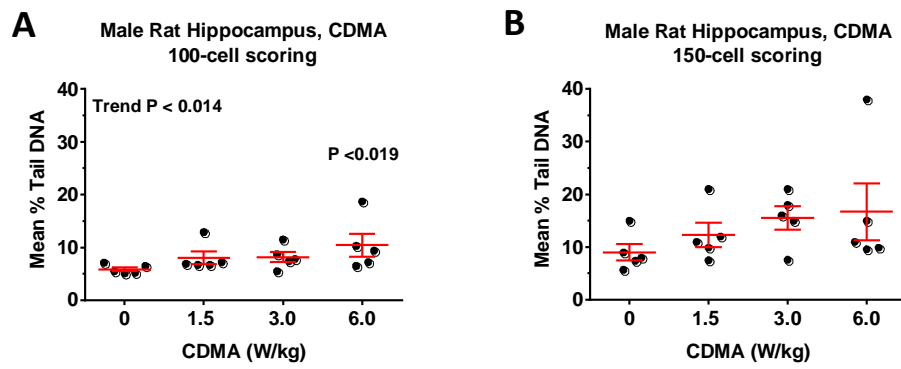 A
Male Rat Hippocampus, CDMA
100-cell scoring
Mean % Tail DNA
40
30
20
10
0
Trend P < 0.014
P <0.019
0 1.5 3.0 6.0
CDMA (W/kg)
B
Male Rat Hippocampus, CDMA
150-cell scoring
Mean % Tail DNA
40
30
20
10
0
0 1.5 3.0 6.0
CDMA (W/kg)